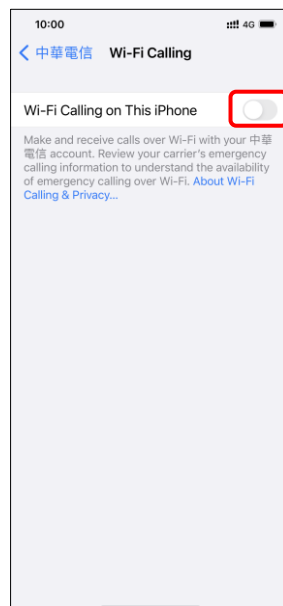 10:00 4G
中華電信 Wi-Fi Calling
Wi-Fi Calling on This iPhone
Make and receive calls over Wi-Fi with your 中華
電信 account. Review your carrier's emergency
calling information to understand the availability
of emergency calling over Wi-Fi. About Wi-Fi
Calling & Privacy...